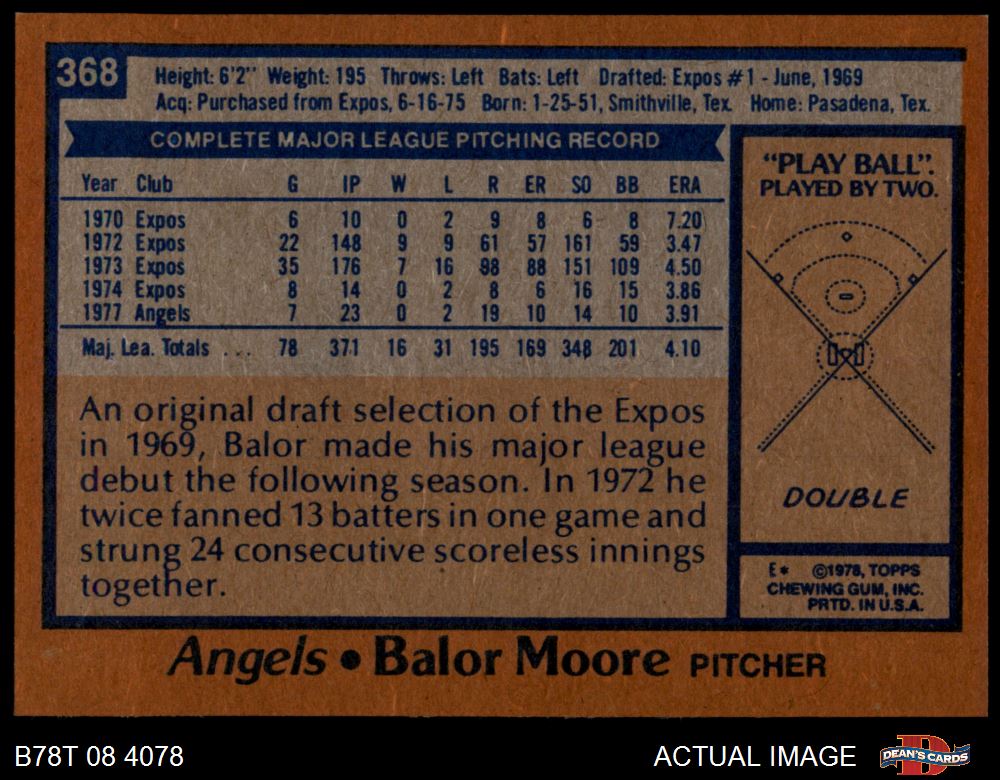 368
Height: 6'2" Weight: 195 Throws: Left Bats: Left Drafted: Expos #1 - June, 1969
Acq: Purchased from Expos, 6-16-75 Born: 1-25-51, Smithville, Tex. Home: Pasadena, Tex.
COMPLETE MAJOR LEAGUE PITCHING RECORD
Year Club G IP W L R ER SO BB ERA
1970 Expos 6 10 0 2 9 8 6 8 7.20
1972 Expos 22 148 9 9 61 57 161 59 3.47
1973 Expos 35 176 7 16 98 88 151 109 4.50
1974 Expos 8 14 0 2 8 6 16 15 3.86
1977 Angels 7 23 0 2 19 10 14 10 3.91
Maj. Lea. Totals ... 78 371 16 31 195 169 348 201 4.10
An original draft selection of the Expos
in 1969, Balor made his major league
debut the following season. In 1972 he
twice fanned 13 batters in one game and
strung 24 consecutive scoreless innings
together.
"PLAY BALL".
PLAYED BY TWO.
DOUBLE
E* ©1978, TOPPS
CHEWING GUM, INC.
PRTD. IN U.S.A.
Angels • Balor Moore PITCHER
B78T 08 4078
ACTUAL IMAGE
DEAN'S CARDS